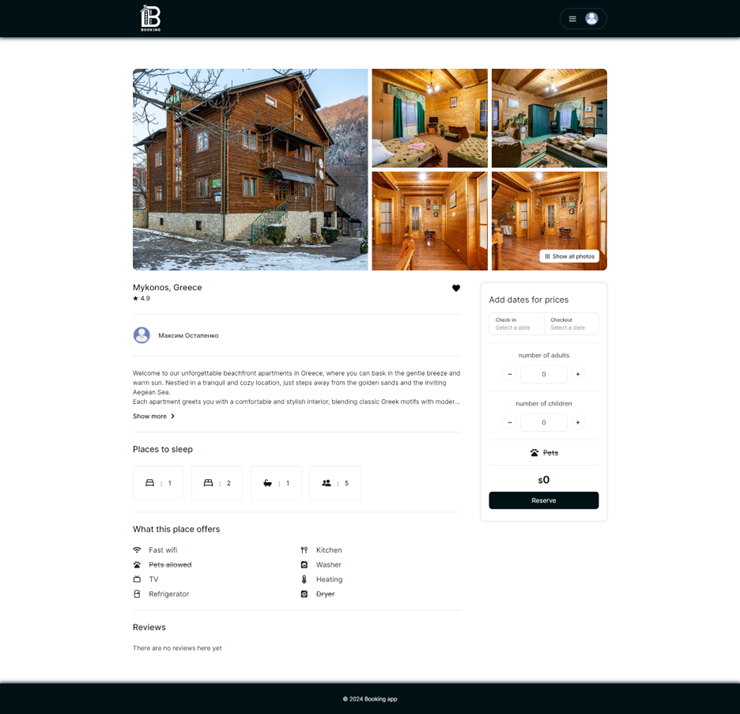 B
BOOKING
Show all photos
Mykonos, Greece
★ 4.9
Максим Остапенко
Welcome to our unforgettable beachfront apartments in Greece, where you can bask in the gentle breeze and
warm sun. Nestled in a tranquil and cozy location, just steps away from the golden sands and the inviting
Aegean Sea.
Each apartment greets you with a comfortable and stylish interior, blending classic Greek motifs with moder...
Show more
Places to sleep
: 1
: 2
: 1
: 5
What this place offers
Fast wifi
Kitchen
Pets allowed
Washer
TV
Heating
Refrigerator
Dryer
Reviews
There are no reviews here yet
Add dates for prices
Check-in
Checkout
Select a date
Select a date
number of adults
- 0 +
number of children
- 0 +
Pets
$0
Reserve
© 2024 Booking app